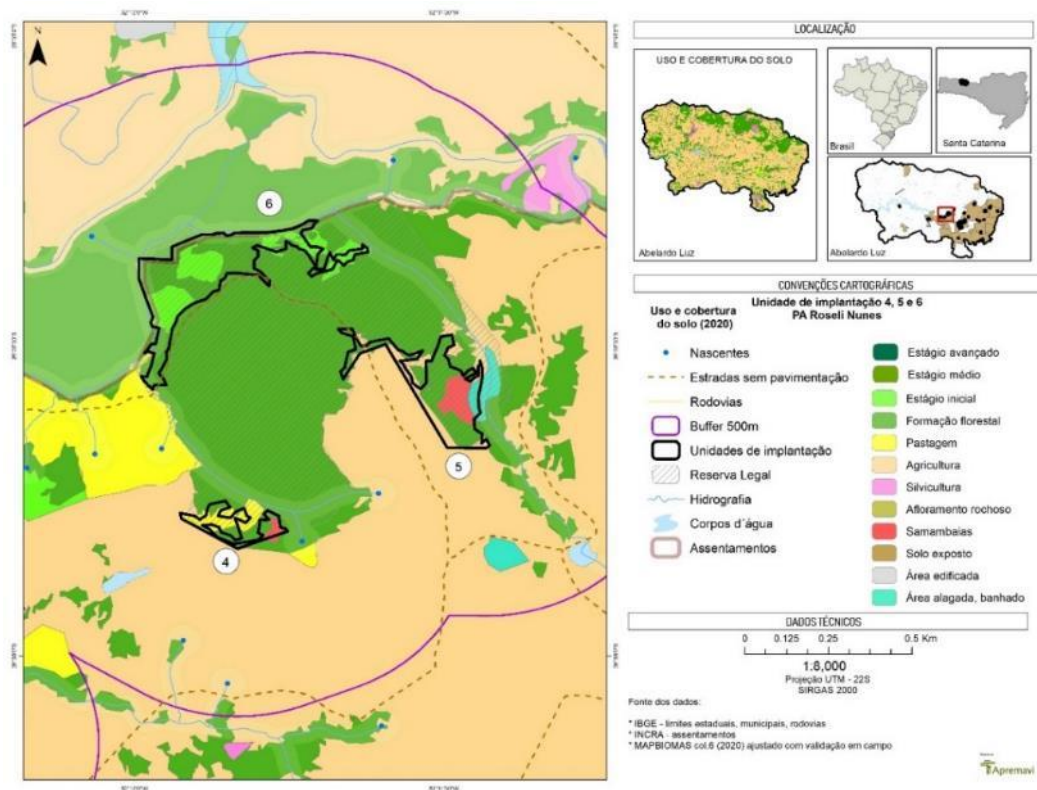 N
6
5
4
LOCALIZAÇÃO
USO E COBERTURA DO SOLO
Abelardo Luz
Brasil
Santa Catarina
Abelardo Luz
CONVENÇÕES CARTOGRÁFICAS
Unidade de implantação 4, 5 e 6
PA Roseli Nunes
Uso e cobertura
do solo (2020)
Nascentes
Estradas sem pavimentação
Rodovias
Buffer 500m
Unidades de implantação
Reserva Legal
Hidrografia
Corpos d´água
Assentamentos
Estágio avançado
Estágio médio
Estágio inicial
Formação florestal
Pastagem
Agricultura
Silvicultura
Afloramento rochoso
Samambaias
Solo exposto
Área edificada
Área alagada, banhado
DADOS TÉCNICOS
0 0.125 0.25 0.5 Km
1:8,000
Projeção UTM - 22S
SIRGAS 2000
Fonte dos dados:
* IBGE - limites estaduais, municipais, rodovias
* INCRA - assentamentos
* MAPBIOMAS col.6 (2020) ajustado com validação em campo
Apremavi